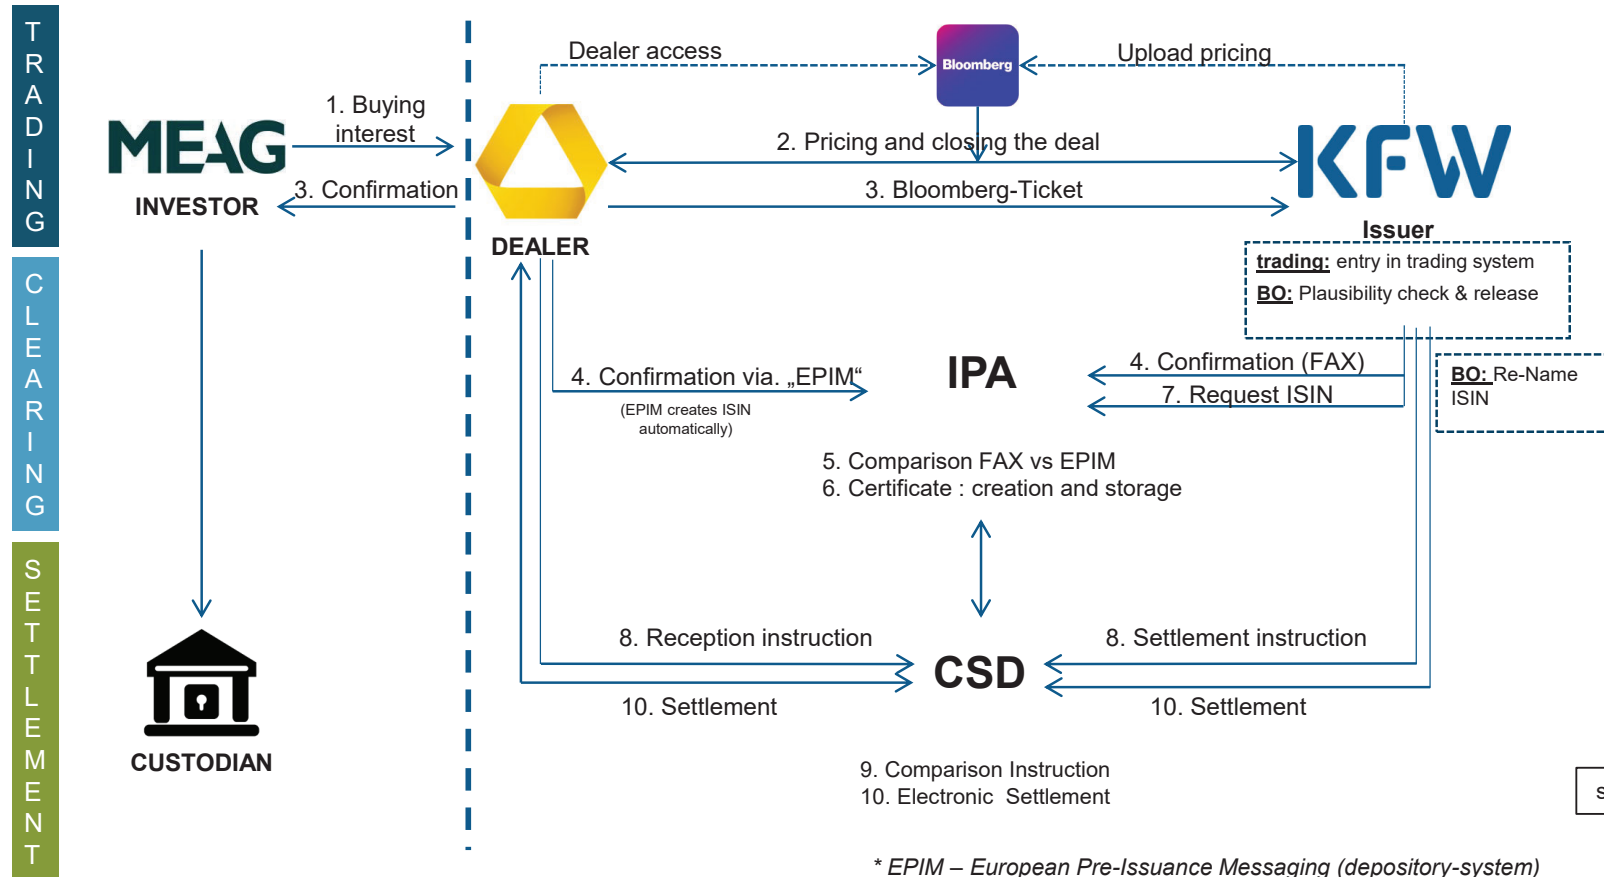 TRADING
CLEARING
SETTLEMENT
Dealer access
Bloomberg
Upload pricing
1. Buying
interest
MEAG
INVESTOR
3. Confirmation
DEALER
2. Pricing and closing the deal
3. Bloomberg-Ticket
KFW
Issuer
trading: entry in trading system
BO: Plausibility check & release
4. Confirmation via. „EPIM“
(EPIM creates ISIN
automatically)
IPA
4. Confirmation (FAX)
7. Request ISIN
BO: Re-Name
ISIN
5. Comparison FAX vs EPIM
6. Certificate : creation and storage
8. Reception instruction
CSD
8. Settlement instruction
10. Settlement
10. Settlement
CUSTODIAN
9. Comparison Instruction
10. Electronic Settlement
s
* EPIM – European Pre-Issuance Messaging (depository-system)